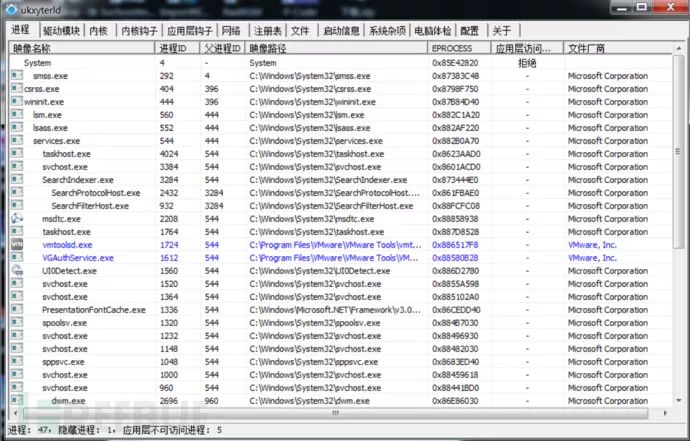 ukxyterld
进程 驱动模块 内核 内核钩子 应用层钩子 网络 注册表 文件 启动信息 系统杂项 电脑体检 配置 关于
映像名称 进程ID 父进程ID 映像路径 EPROCESS 应用层访问... 文件厂商
System 4 - System 0x85E42820 拒绝
smss.exe 292 4 C:\Windows\System32\smss.exe 0x87383C48 - Microsoft Corporation
csrss.exe 404 396 C:\Windows\System32\csrss.exe 0x8798F750 - Microsoft Corporation
wininit.exe 444 396 C:\Windows\System32\wininit.exe 0x87B84D40 - Microsoft Corporation
lsm.exe 560 444 C:\Windows\System32\lsm.exe 0x882C1A20 - Microsoft Corporation
lsass.exe 552 444 C:\Windows\System32\lsass.exe 0x882AF220 - Microsoft Corporation
services.exe 544 444 C:\Windows\System32\services.exe 0x882B0A70 - Microsoft Corporation
taskhost.exe 4024 544 C:\Windows\System32\taskhost.exe 0x8623AAD0 - Microsoft Corporation
svchost.exe 3384 544 C:\Windows\System32\svchost.exe 0x8601ACD0 - Microsoft Corporation
SearchIndexer.exe 3284 544 C:\Windows\System32\SearchIndexer.exe 0x873444E0 - Microsoft Corporation
SearchProtocolHost.exe 2432 3284 C:\Windows\System32\SearchProtocolHost.exe 0x861FBAE0 - Microsoft Corporation
SearchFilterHost.exe 932 3284 C:\Windows\System32\SearchFilterHost.exe 0x88FCFC08 - Microsoft Corporation
msdtc.exe 2208 544 C:\Windows\System32\msdtc.exe 0x88858938 - Microsoft Corporation
taskhost.exe 1764 544 C:\Windows\System32\taskhost.exe 0x887D8528 - Microsoft Corporation
vmtoolsd.exe 1724 544 C:\Program Files\VMware\VMware Tools\vmt... 0x886517F8 - VMware, Inc.
VGAuthService.exe 1612 544 C:\Program Files\VMware\VMware Tools\VM... 0x88580B28 - VMware, Inc.
UI0Detect.exe 1560 544 C:\Windows\System32\UI0Detect.exe 0x886D2780 - Microsoft Corporation
svchost.exe 1520 544 C:\Windows\System32\svchost.exe 0x8855A598 - Microsoft Corporation
svchost.exe 1364 544 C:\Windows\System32\svchost.exe 0x885102A0 - Microsoft Corporation
PresentationFontCache.exe 1336 544 C:\Windows\Microsoft.NET\Framework\v3.0... 0x86CEDD40 - Microsoft Corporation
spoolsv.exe 1320 544 C:\Windows\System32\spoolsv.exe 0x884B7030 - Microsoft Corporation
svchost.exe 1232 544 C:\Windows\System32\svchost.exe 0x88496930 - Microsoft Corporation
svchost.exe 1148 544 C:\Windows\System32\svchost.exe 0x88482030 - Microsoft Corporation
sppsvc.exe 1048 544 C:\Windows\System32\sppsvc.exe 0x8683ED40 - Microsoft Corporation
svchost.exe 1000 544 C:\Windows\System32\svchost.exe 0x88459618 - Microsoft Corporation
svchost.exe 960 544 C:\Windows\System32\svchost.exe 0x88441BD0 - Microsoft Corporation
dwm.exe 2696 960 C:\Windows\System32\dwm.exe 0x86E86030 - Microsoft Corporation
进程: 47, 隐藏进程: 1, 应用层不可访问进程: 5